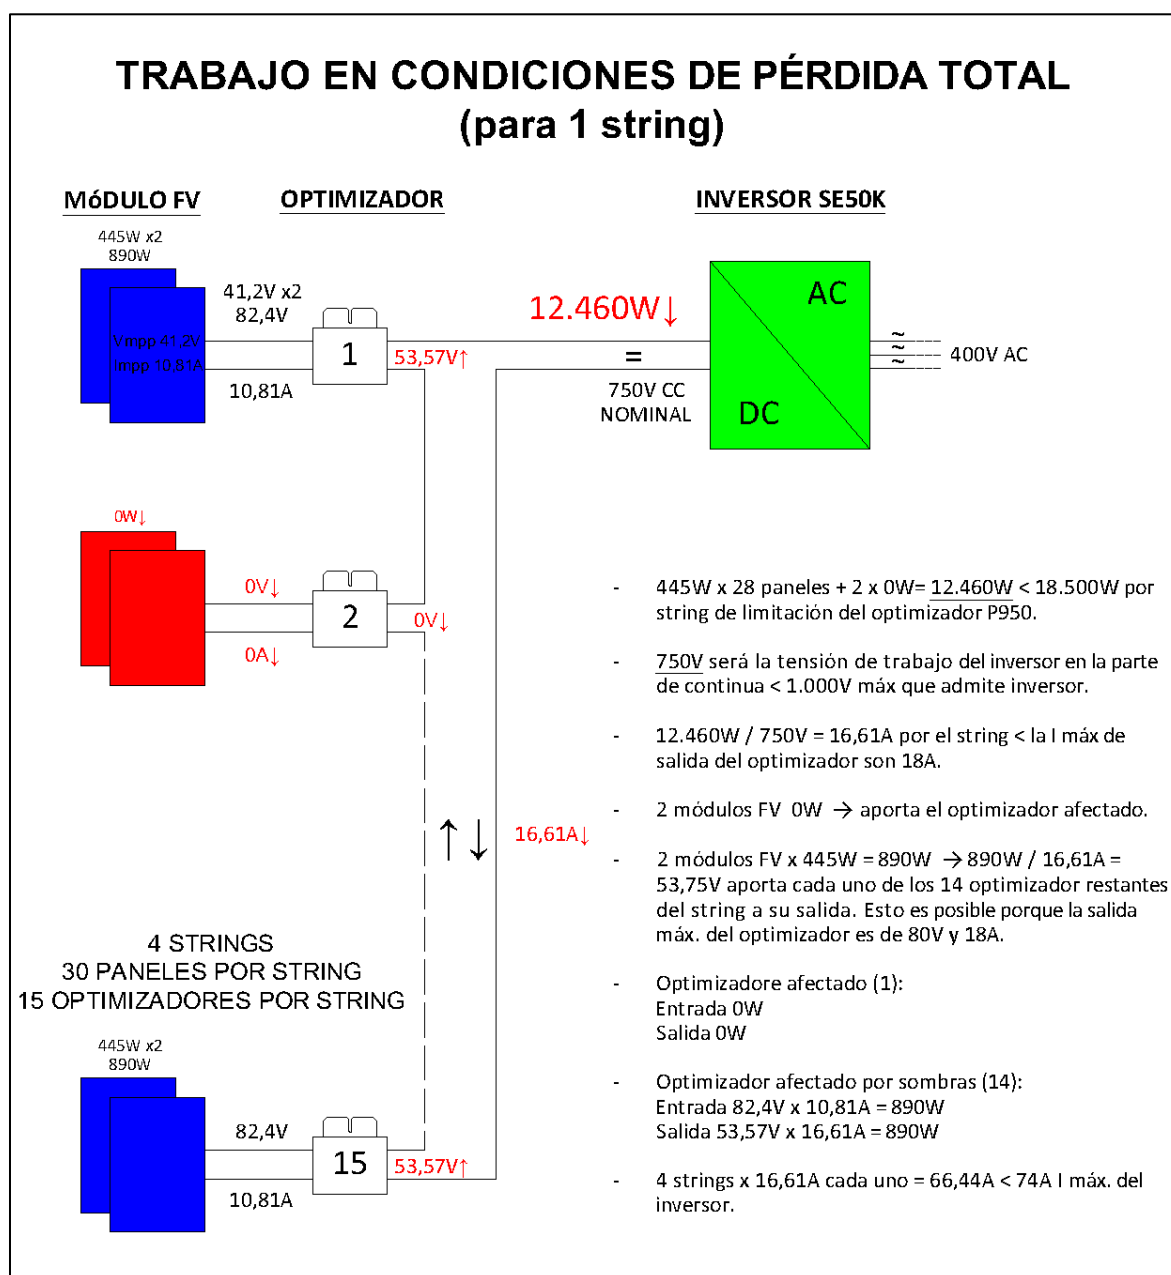 TRABAJO EN CONDICIONES DE PÉRDIDA TOTAL
(para 1 string)
MóDULO FV
OPTIMIZADOR
INVERSOR SE50K
445W x2
890W
Vmpp 41,2V
Impp 10,81A
41,2V x2
82,4V
10,81A
1
53,57V↑
12.460W↓
=
750V CC
NOMINAL
AC
DC
~
~
~
400V AC
0W↓
0V↓
0A↓
2
0V↓
16,61A↓
4 STRINGS
30 PANELES POR STRING
15 OPTIMIZADORES POR STRING
445W x2
890W
82,4V
10,81A
15
53,57V↑
- 445W x 28 paneles + 2 x 0W= 12.460W < 18.500W por
string de limitación del optimizador P950.
- 750V será la tensión de trabajo del inversor en la parte
de continua < 1.000V máx que admite inversor.
- 12.460W / 750V = 16,61A por el string < la I máx de
salida del optimizador son 18A.
- 2 módulos FV 0W → aporta el optimizador afectado.
- 2 módulos FV x 445W = 890W → 890W / 16,61A =
53,75V aporta cada uno de los 14 optimizador restantes
del string a su salida. Esto es posible porque la salida
máx. del optimizador es de 80V y 18A.
- Optimizadore afectado (1):
Entrada 0W
Salida 0W
- Optimizador afectado por sombras (14):
Entrada 82,4V x 10,81A = 890W
Salida 53,57V x 16,61A = 890W
- 4 strings x 16,61A cada uno = 66,44A < 74A I máx. del
inversor.